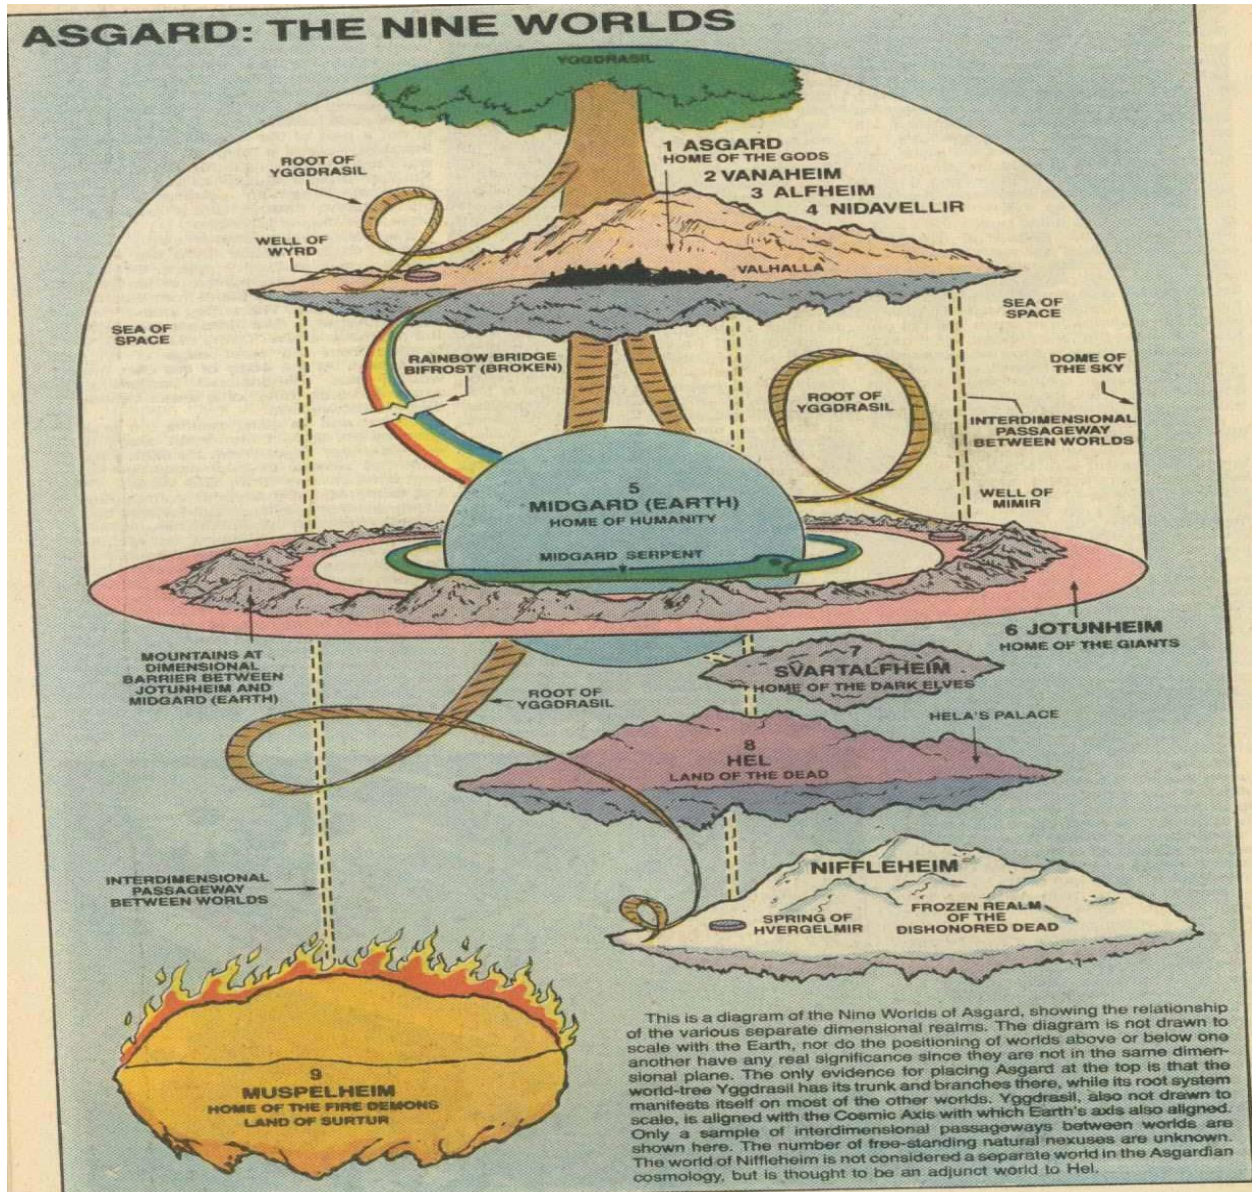 ASGARD: THE NINE WORLDS
YGGDRASIL
ROOT OF
YGGDRASIL
1 ASGARD
HOME OF THE GODS
2 VANAHEIM
3 ALFHEIM
4 NIDAVELLIR
WELL OF
WYRD
VALHALLA
SEA OF
SPACE
SEA OF
SPACE
RAINBOW BRIDGE
BIFROST (BROKEN)
DOME OF
THE SKY
ROOT OF
YGGDRASIL
INTERDIMENSIONAL
PASSAGEWAY
BETWEEN WORLDS
5
MIDGARD (EARTH)
HOME OF HUMANITY
WELL OF
MIMIR
MIDGARD SERPENT
6 JOTUNHEIM
HOME OF THE GIANTS
MOUNTAINS AT
DIMENSIONAL
BARRIER BETWEEN
JOTUNHEIM AND
MIDGARD (EARTH)
7
SVARTALFHEIM
HOME OF THE DARK ELVES
ROOT OF
YGGDRASIL
HELA'S PALACE
8
HEL
LAND OF THE DEAD
INTERDIMENSIONAL
PASSAGEWAY
BETWEEN WORLDS
NIFFLEHEIM
SPRING OF
HVERGELMIR
FROZEN REALM
OF THE
DISHONORED DEAD
9
MUSPELHEIM
HOME OF THE FIRE DEMONS
LAND OF SURTUR
This is a diagram of the Nine Worlds of Asgard, showing the relationship
of the various separate dimensional realms. The diagram is not drawn to
scale with the Earth, nor do the positioning of worlds above or below one
another have any real significance since they are not in the same dimen-
sional plane. The only evidence for placing Asgard at the top is that the
world-tree Yggdrasil has its trunk and branches there, while its root system
manifests itself on most of the other worlds. Yggdrasil, also not drawn to
scale, is aligned with the Cosmic Axis with which Earth's axis also aligned.
Only a sample of interdimensional passageways between worlds are
shown here. The number of free-standing natural nexuses are unknown.
The world of Niffleheim is not considered a separate world in the Asgardian
cosmology, but is thought to be an adjunct world to Hel.